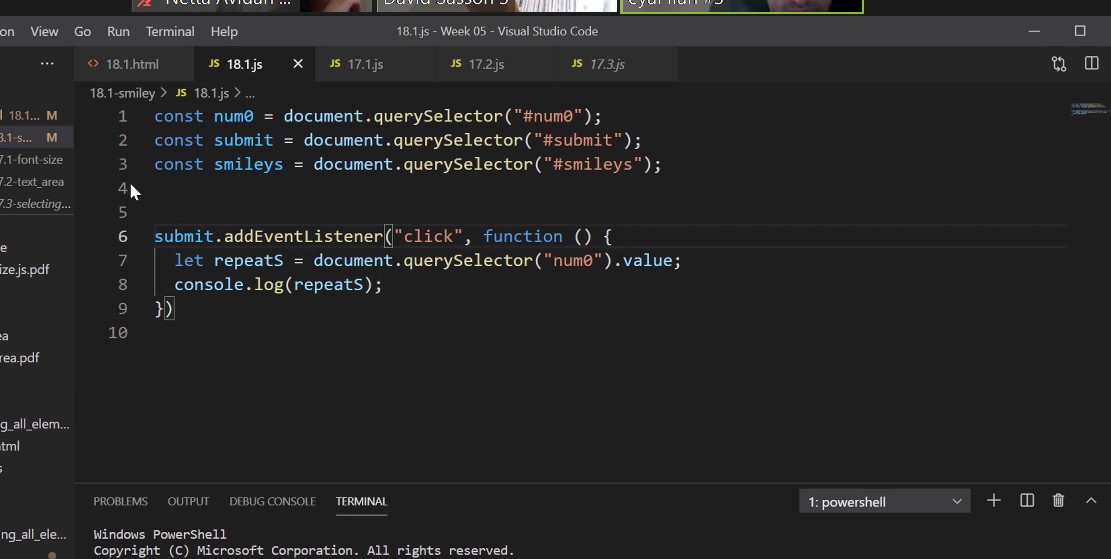 Netta Avidan ...
David Sasson 5
on View Go Run Terminal Help
18.1.js - Week 05 - Visual Studio Code
... <> 18.1.html JS 18.1.js × JS 17.1.js JS 17.2.js JS 17.3.js
18.1-smiley > JS 18.1.js > ...
18.1... M
8.1-s... M
7.1-font-size
7.2-text_area
7.3-selecting...
e
ize.js.pdf
ea
rea.pdf
g_all_elem...
html
s
ng_all_ele...
1 const num0 = document.querySelector("#num0");
2 const submit = document.querySelector("#submit");
3 const smileys = document.querySelector("#smileys");
4
5
6 submit.addEventListener("click", function () {
7 let repeatS = document.querySelector("num0").value;
8 console.log(repeatS);
9 })
10
PROBLEMS OUTPUT DEBUG CONSOLE TERMINAL 1: powershell
Windows PowerShell
Copyright (C) Microsoft Corporation. All rights reserved.